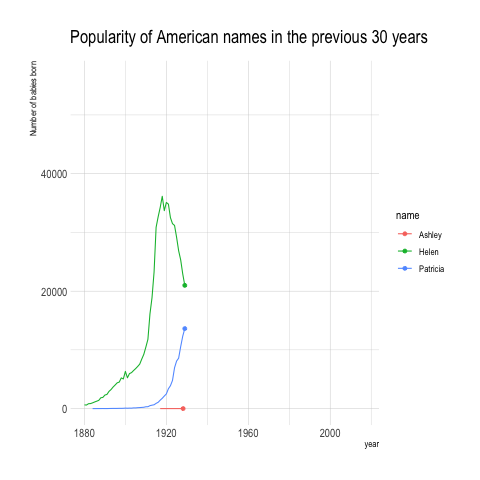 Popularity of American names in the previous 30 years
Number of babies born
40000
20000
0
1880
1920
1960
2000
year
name
Ashley
Helen
Patricia